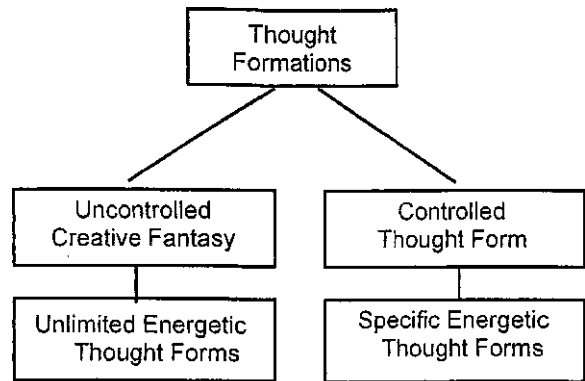 Thought
Formations
Uncontrolled
Creative Fantasy
Controlled
Thought Form
Unlimited Energetic
Thought Forms
Specific Energetic
Thought Forms